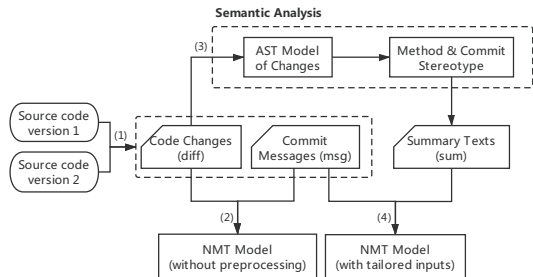 Semantic Analysis
(3)
AST Model
of Changes
Method & Commit
Stereotype
Source code
version 1
(1)
Source code
version 2
Code Changes
(diff)
Commit
Messages (msg)
Summary Texts
(sum)
(2)
(4)
NMT Model
(without preprocessing)
NMT Model
(with tailored inputs)